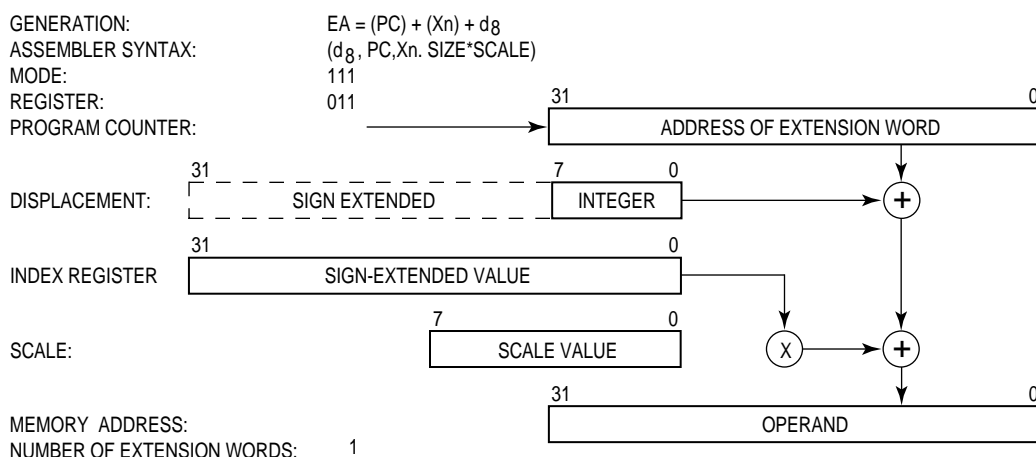 GENERATION: EA = (PC) + (Xn) + d8
ASSEMBLER SYNTAX: (d8, PC,Xn. SIZE*SCALE)
MODE: 111
REGISTER: 011
31 0
PROGRAM COUNTER: ADDRESS OF EXTENSION WORD
31 7 0
DISPLACEMENT: SIGN EXTENDED INTEGER +
31 0
INDEX REGISTER SIGN-EXTENDED VALUE
7 0
SCALE: SCALE VALUE X +
31 0
MEMORY ADDRESS: OPERAND
NUMBER OF EXTENSION WORDS: 1